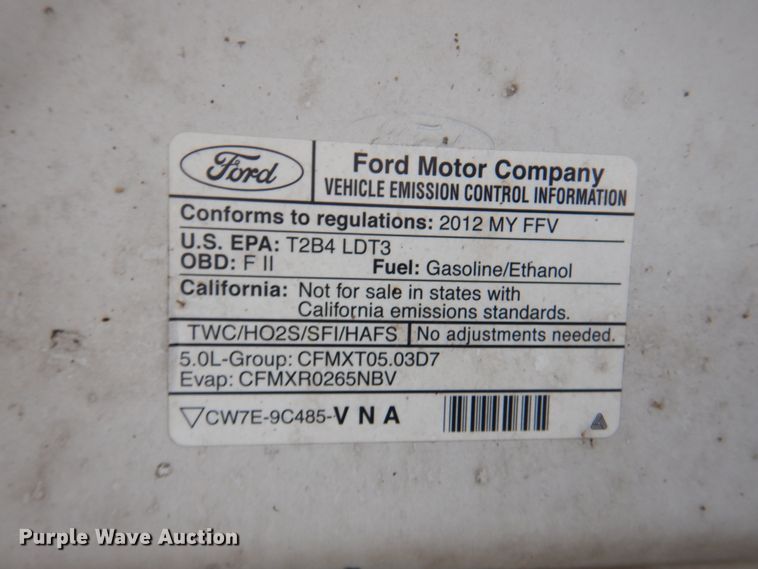 Ford
Ford Motor Company
VEHICLE EMISSION CONTROL INFORMATION
Conforms to regulations: 2012 MY FFV
U.S. EPA: T2B4 LDT3
OBD: F II Fuel: Gasoline/Ethanol
California: Not for sale in states with
California emissions standards.
TWC/HO2S/SFI/HAFS No adjustments needed.
5.0L-Group: CFMXT05.03D7
Evap: CFMXR0265NBV
CW7E-9C485-V N A
Purple Wave Auction